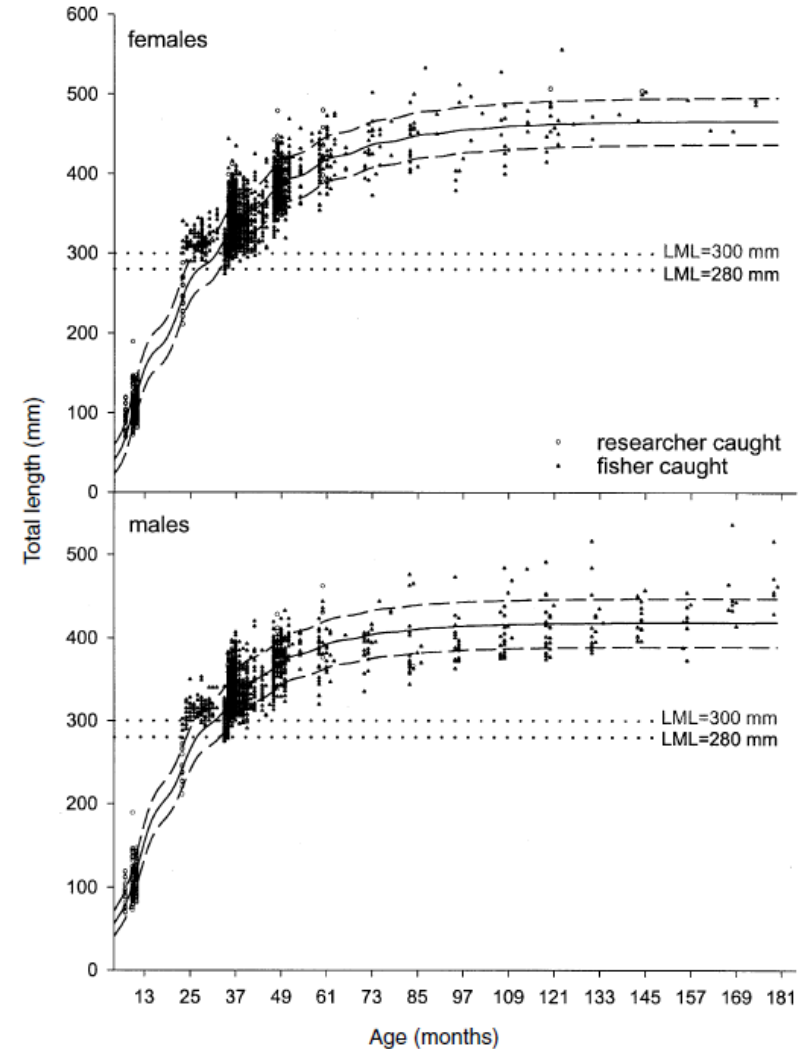 600
females
500
400
300
LML=300 mm
LML=280 mm
200
100
researcher caught
fisher caught
0
Total length (mm)
males
500
400
300
LML=300 mm
LML=280 mm
200
100
0
13 25 37 49 61 73 85 97 109 121 133 145 157 169 181
Age (months)